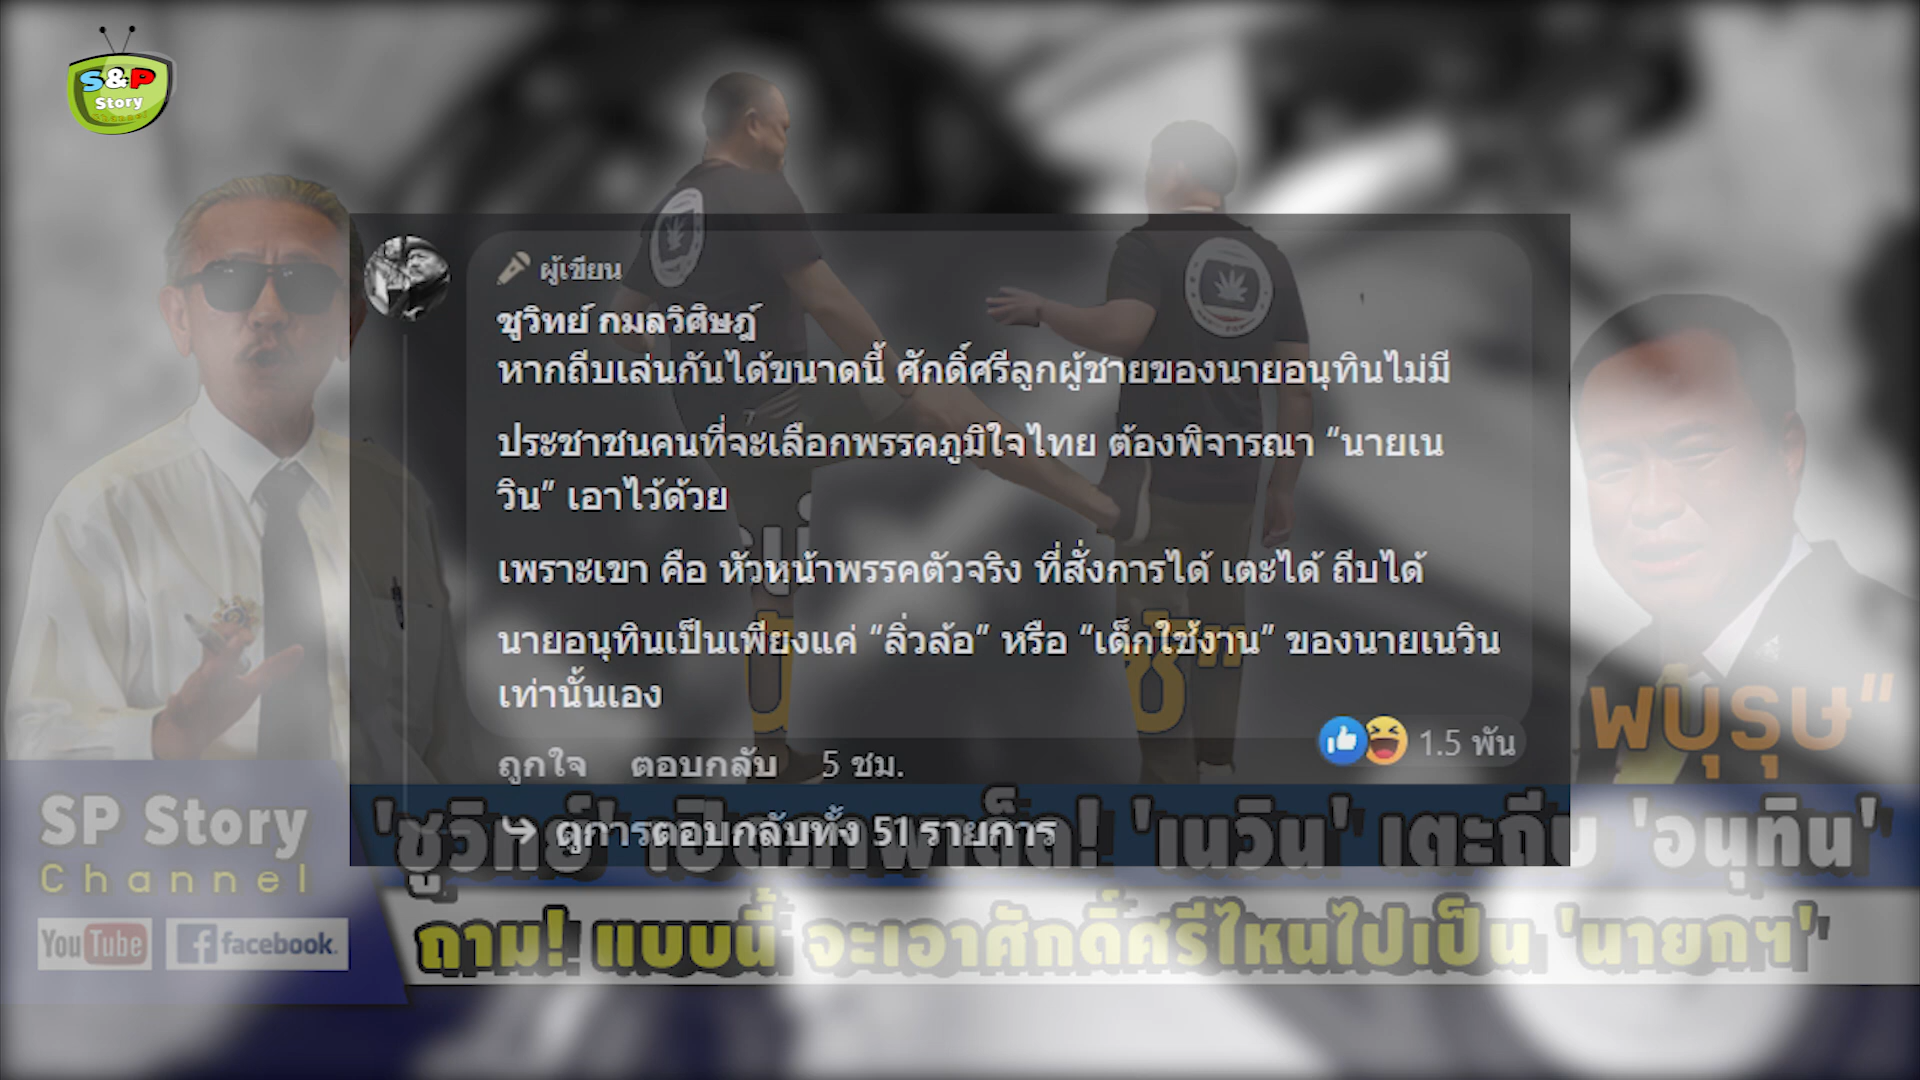 S&P
Story
Channel
ผู้เขียน
ชูวิทย์ กมลวิศิษฎ์
หากถีบเล่นกันได้ขนาดนี้ ศักดิ์ศรีลูกผู้ชายของนายอนุทินไม่มี
ประชาชนคนที่จะเลือกพรรคภูมิใจไทย ต้องพิจารณา “นายเน
วิน” เอาไว้ด้วย
เพราะเขา คือ หัวหน้าพรรคตัวจริง ที่สั่งการได้ เตะได้ ถีบได้
นายอนุทินเป็นเพียงแค่ “ลิ่วล้อ” หรือ “เด็กใช้งาน” ของนายเนวิน
เท่านั้นเอง
1.5 พัน
ถูกใจ ตอบกลับ 5 ชม.
ดูการตอบกลับทั้ง 51 รายการ
SP Story
Channel
YouTube facebook.
'ชูวิทย์' เปิดภาพเด็ด! 'เนวิน' เตะถีบ 'อนุทิน'
ถาม! แบบนี้ จะเอาศักดิ์ศรีไหนไปเป็น 'นายกฯ'